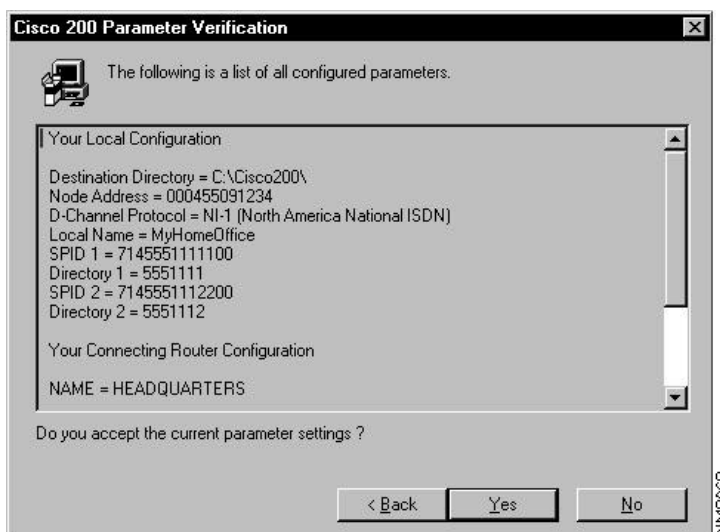 Cisco 200 Parameter Verification
The following is a list of all configured parameters.
Your Local Configuration
Destination Directory = C:\Cisco200\
Node Address = 000455091234
D-Channel Protocol = NI-1 (North America National ISDN)
Local Name = MyHomeOffice
SPID 1 = 7145551111100
Directory 1 = 5551111
SPID 2 = 7145551112200
Directory 2 = 5551112
Your Connecting Router Configuration
NAME = HEADQUARTERS
Do you accept the current parameter settings ?
< Back
Yes
No